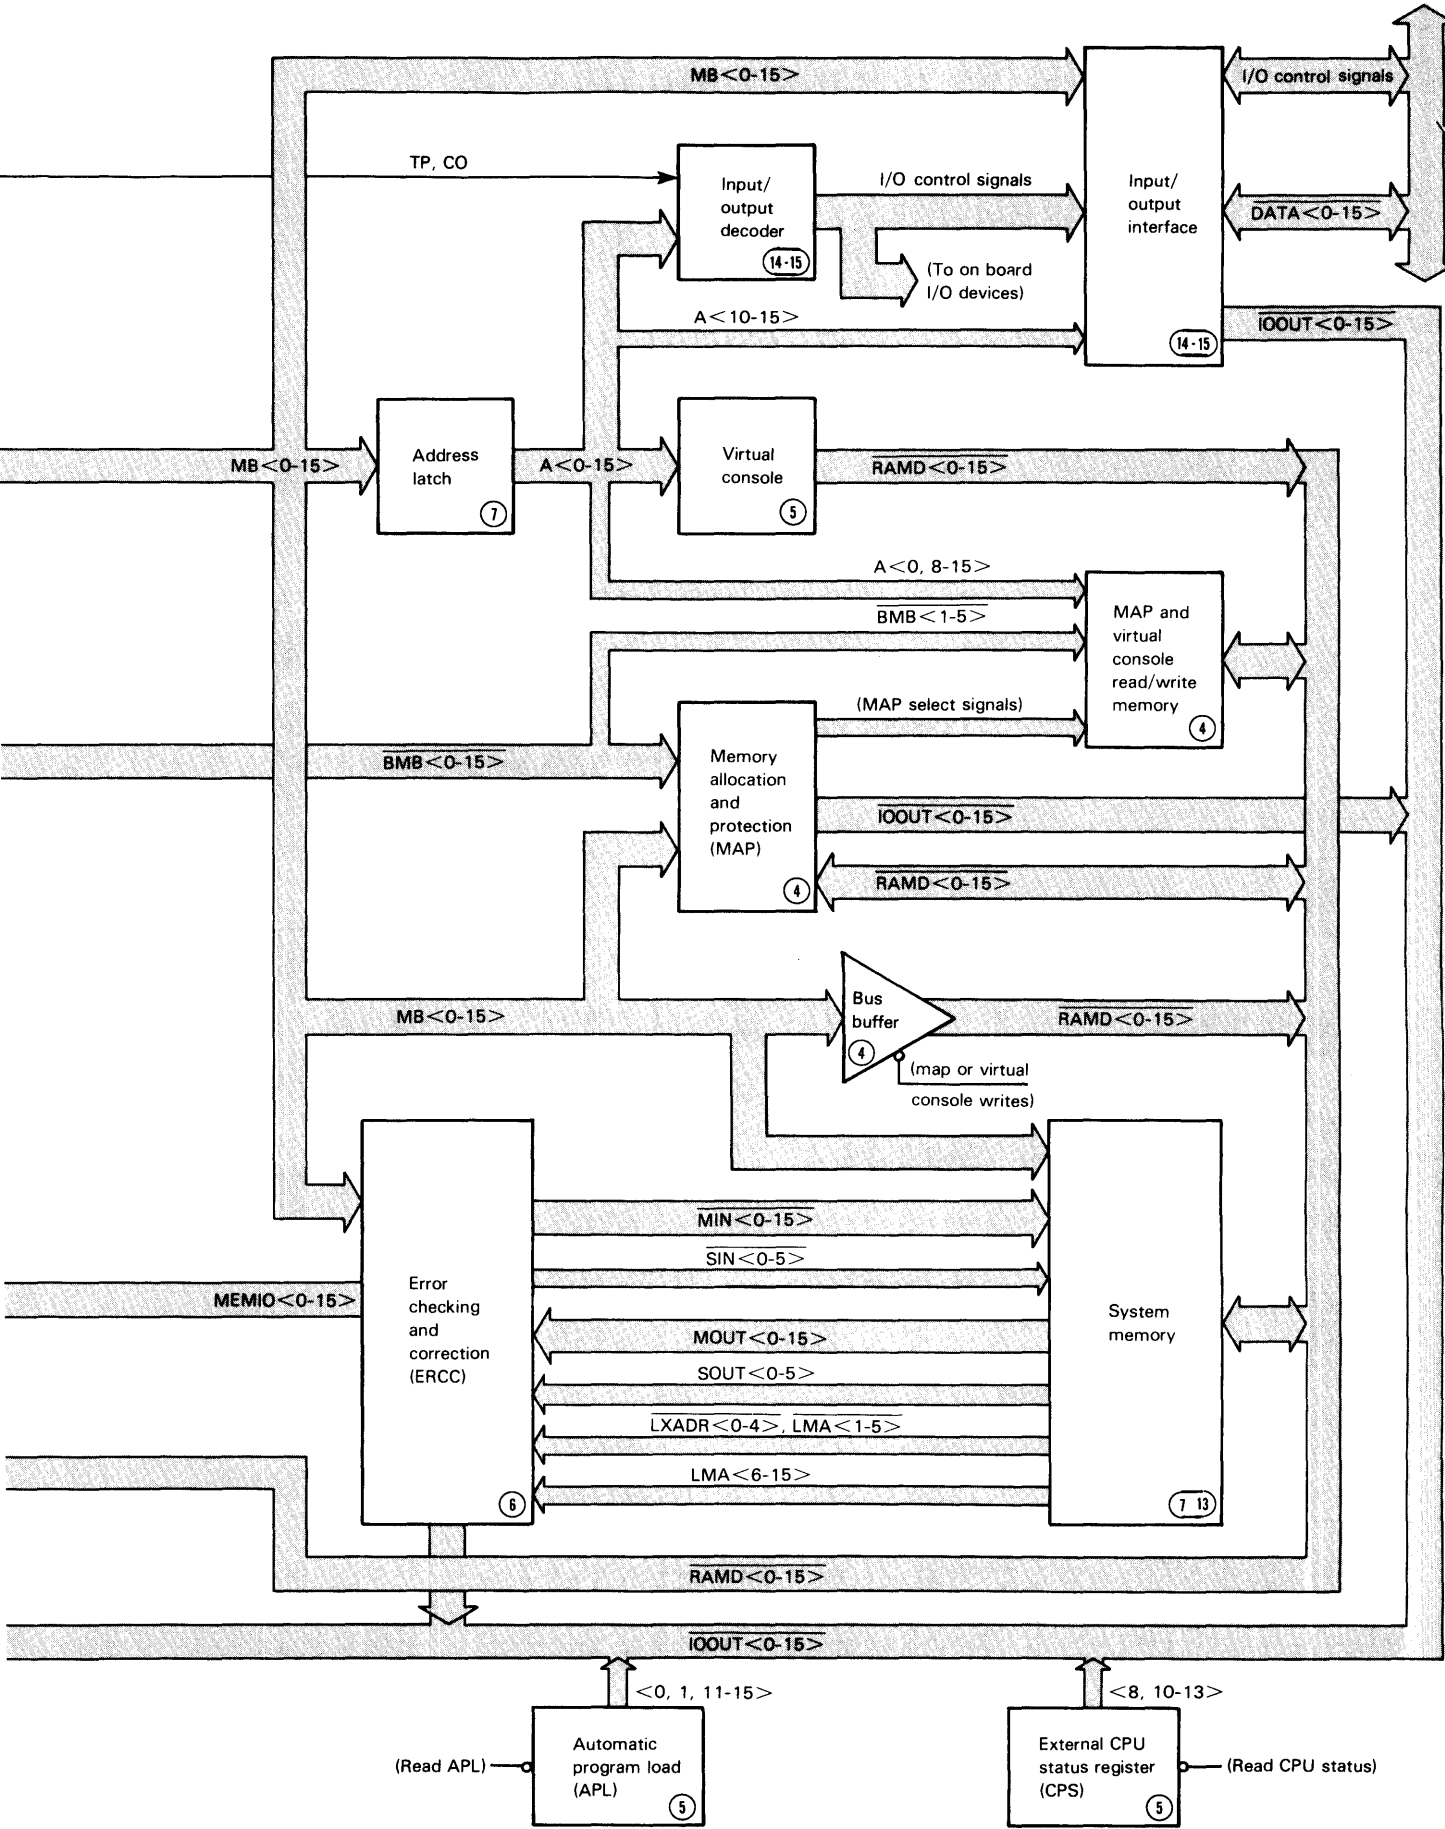 MB<0-15>
I/O control signals
TP, CO
Input/
output
decoder
14-15
I/O control signals
Input/
output
interface
14-15
DATA<0-15>
(To on board
I/O devices)
A<10-15>
IOOUT<0-15>
MB<0-15>
Address
latch
7
A<0-15>
Virtual
console
5
RAMD<0-15>
A<0, 8-15>
BMB<1-5>
MAP and
virtual
console
read/write
memory
4
(MAP select signals)
BMB<0-15>
Memory
allocation
and
protection
(MAP)
4
IOOUT<0-15>
RAMD<0-15>
MB<0-15>
Bus
buffer
4
RAMD<0-15>
(map or virtual
console writes)
MIN<0-15>
SIN<0-5>
MEMIO<0-15>
Error
checking
and
correction
(ERCC)
6
System
memory
7 13
MOUT<0-15>
SOUT<0-5>
LXADR<0-4>, LMA<1-5>
LMA<6-15>
RAMD<0-15>
IOOUT<0-15>
<0, 1, 11-15>
<8, 10-13>
(Read APL)
Automatic
program load
(APL)
5
External CPU
status register
(CPS)
5
(Read CPU status)